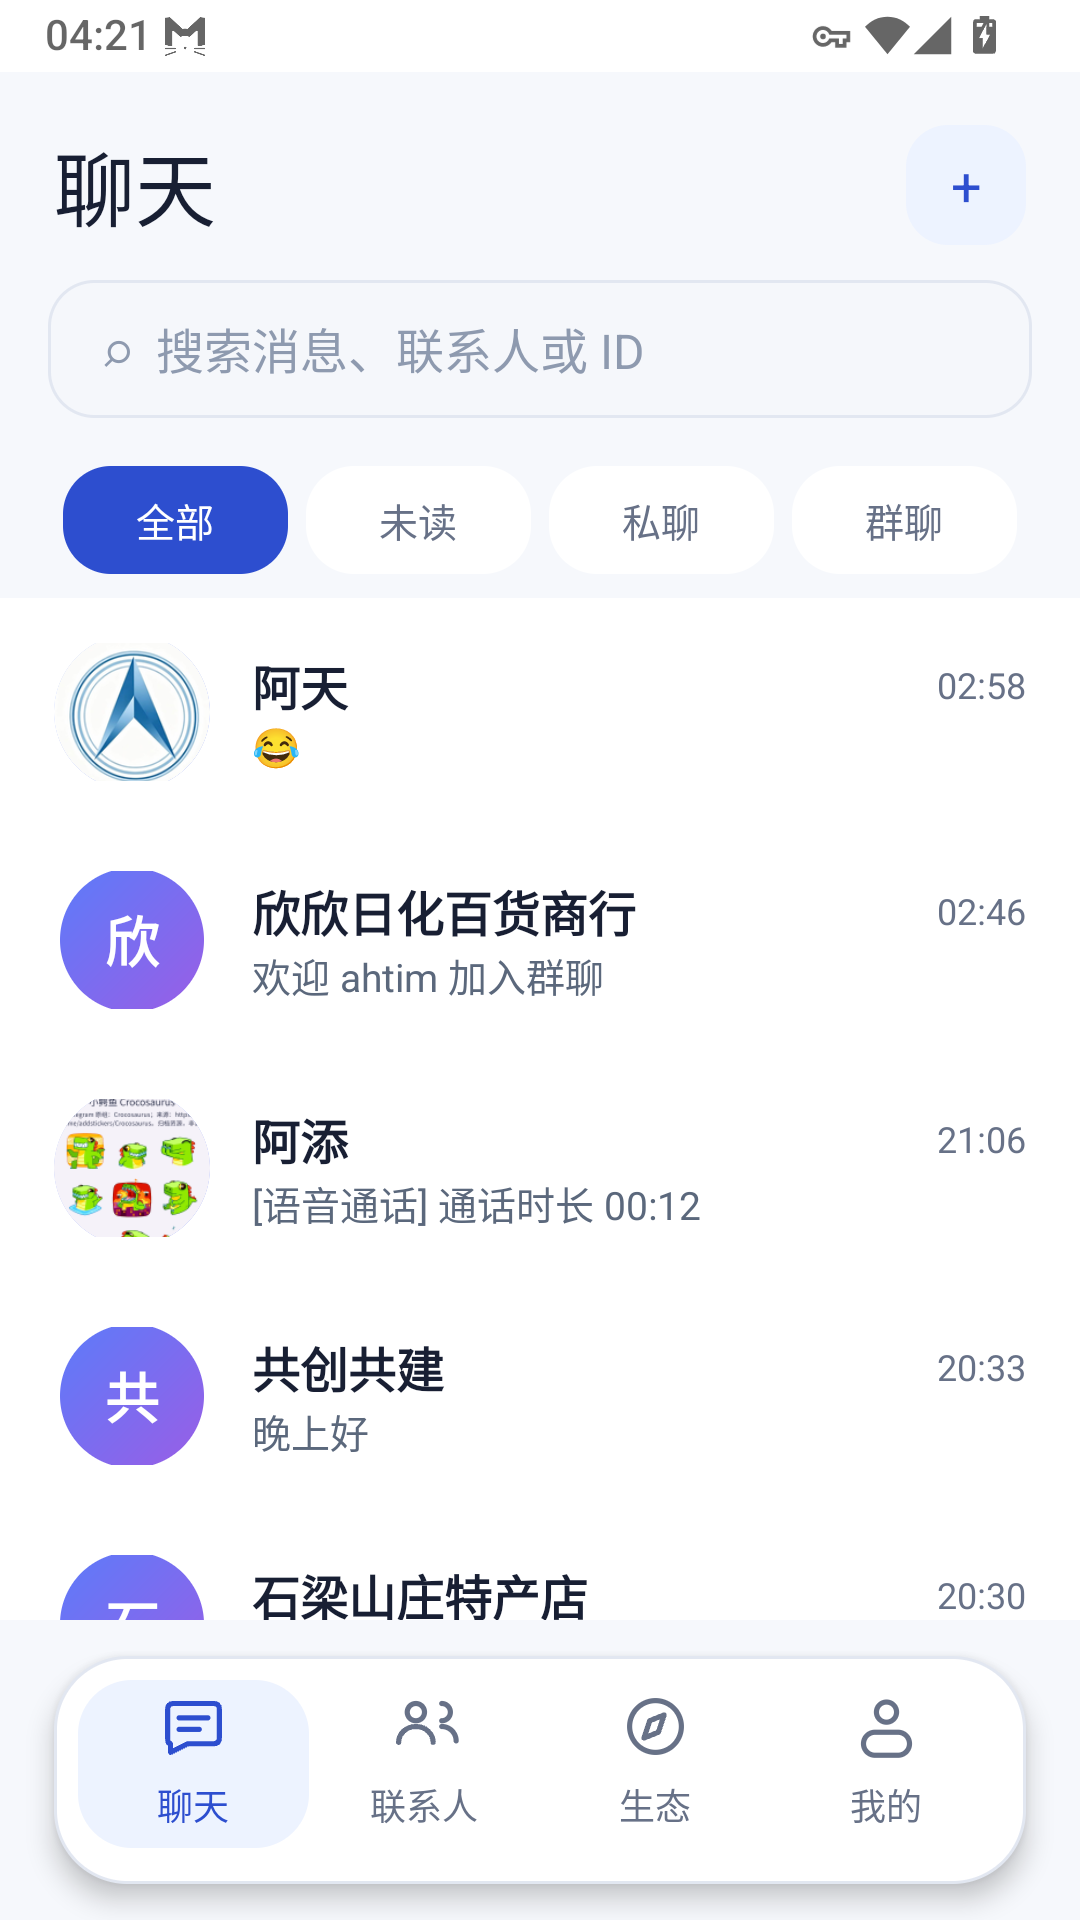 04:21
聊天
+
搜索消息、联系人或 ID
全部 未读 私聊 群聊
阿天 02:58
😂
欣
欣欣日化百货商行 02:46
欢迎 ahtim 加入群聊
小鳄鱼 Crocosaurus
阿添 21:06
[语音通话] 通话时长 00:12
共
共创共建 20:33
晚上好
石梁山庄特产店 20:30
聊天 联系人 生态 我的